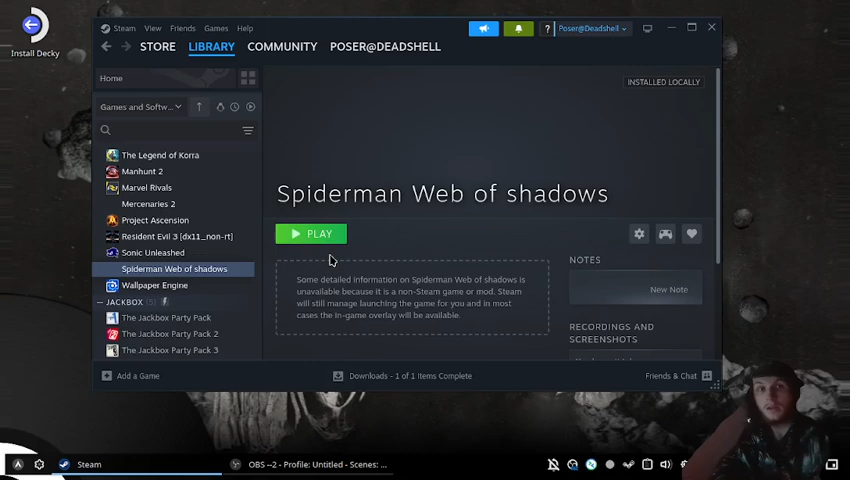 Install Decky
Steam View Friends Games Help
? Poser@Deadshell
STORE LIBRARY COMMUNITY POSER@DEADSHELL
Home
Games and Softw...
INSTALLED LOCALLY
The Legend of Korra
Manhunt 2
Marvel Rivals
Mercenaries 2
Project Ascension
Resident Evil 3 [dx11_non-rt]
Sonic Unleashed
Spiderman Web of shadows
Wallpaper Engine
JACKBOX (5)
The Jackbox Party Pack
The Jackbox Party Pack 2
The Jackbox Party Pack 3
Spiderman Web of shadows
PLAY
Some detailed information on Spiderman Web of shadows is
unavailable because it is a non-Steam game or mod. Steam
will still manage launching the game for you and in most
cases the in-game overlay will be available.
NOTES
New Note
RECORDINGS AND
SCREENSHOTS
Add a Game
Downloads - 1 of 1 Items Complete
Friends & Chat
Steam
OBS --2 - Profile: Untitled - Scenes: ...